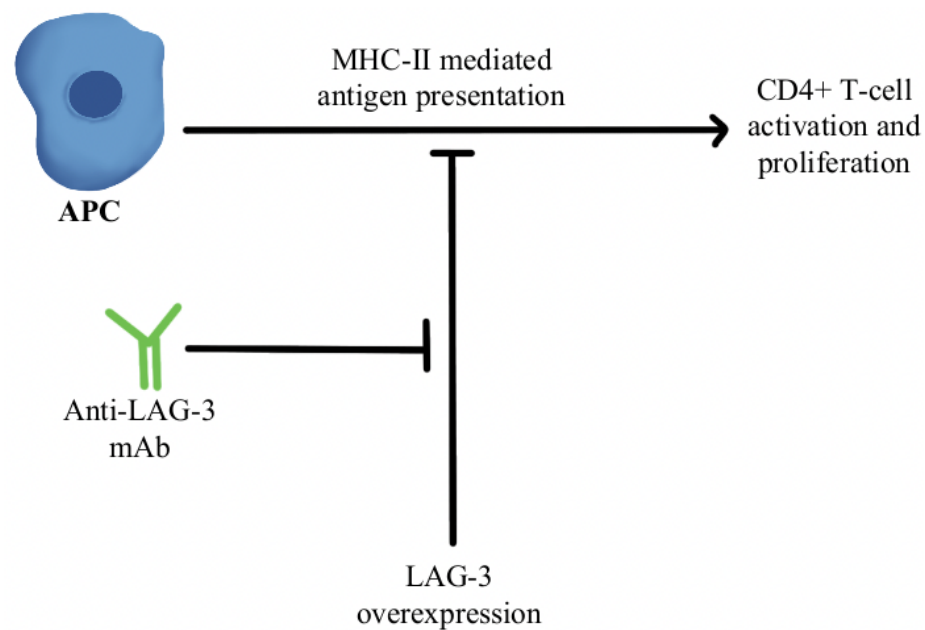 MHC-II mediated
antigen presentation
CD4+ T-cell
activation and
proliferation
APC
Anti-LAG-3
mAb
LAG-3
overexpression